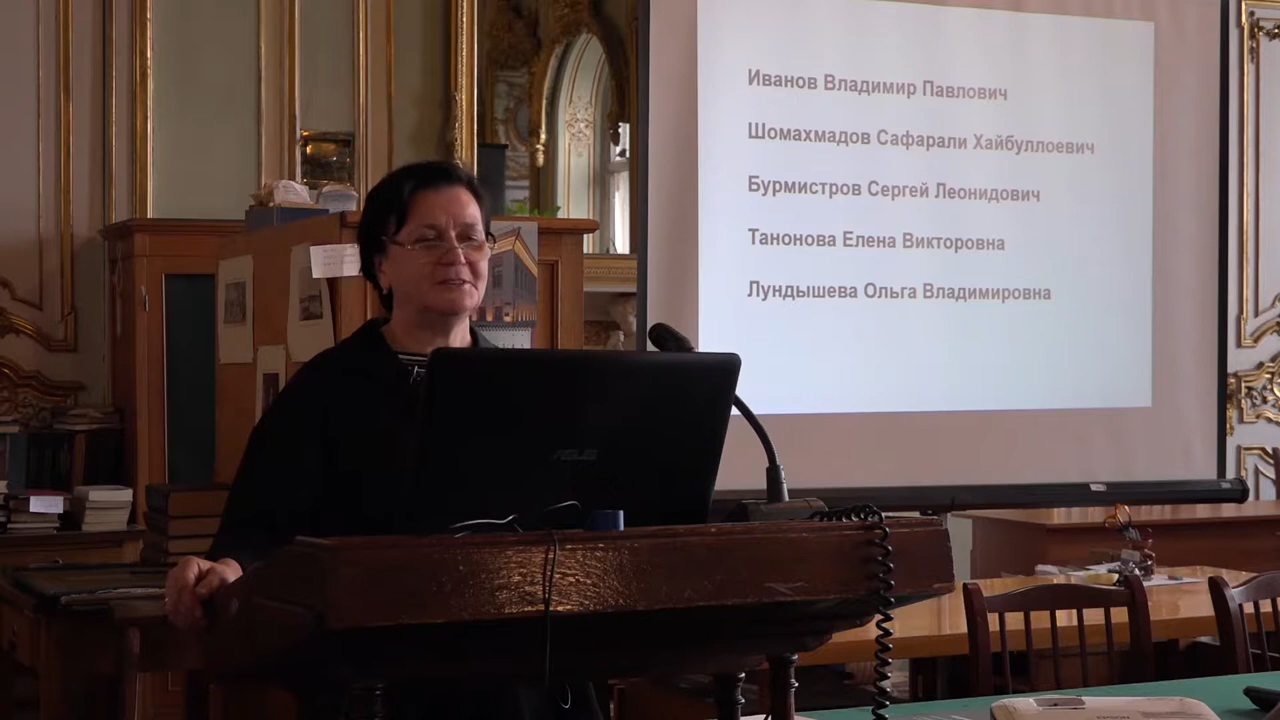 Иванов Владимир Павлович
Шомахмадов Сафарали Хайбуллоевич
Бурмистров Сергей Леонидович
Танонова Елена Викторовна
Лундышева Ольга Владимировна
ASUS